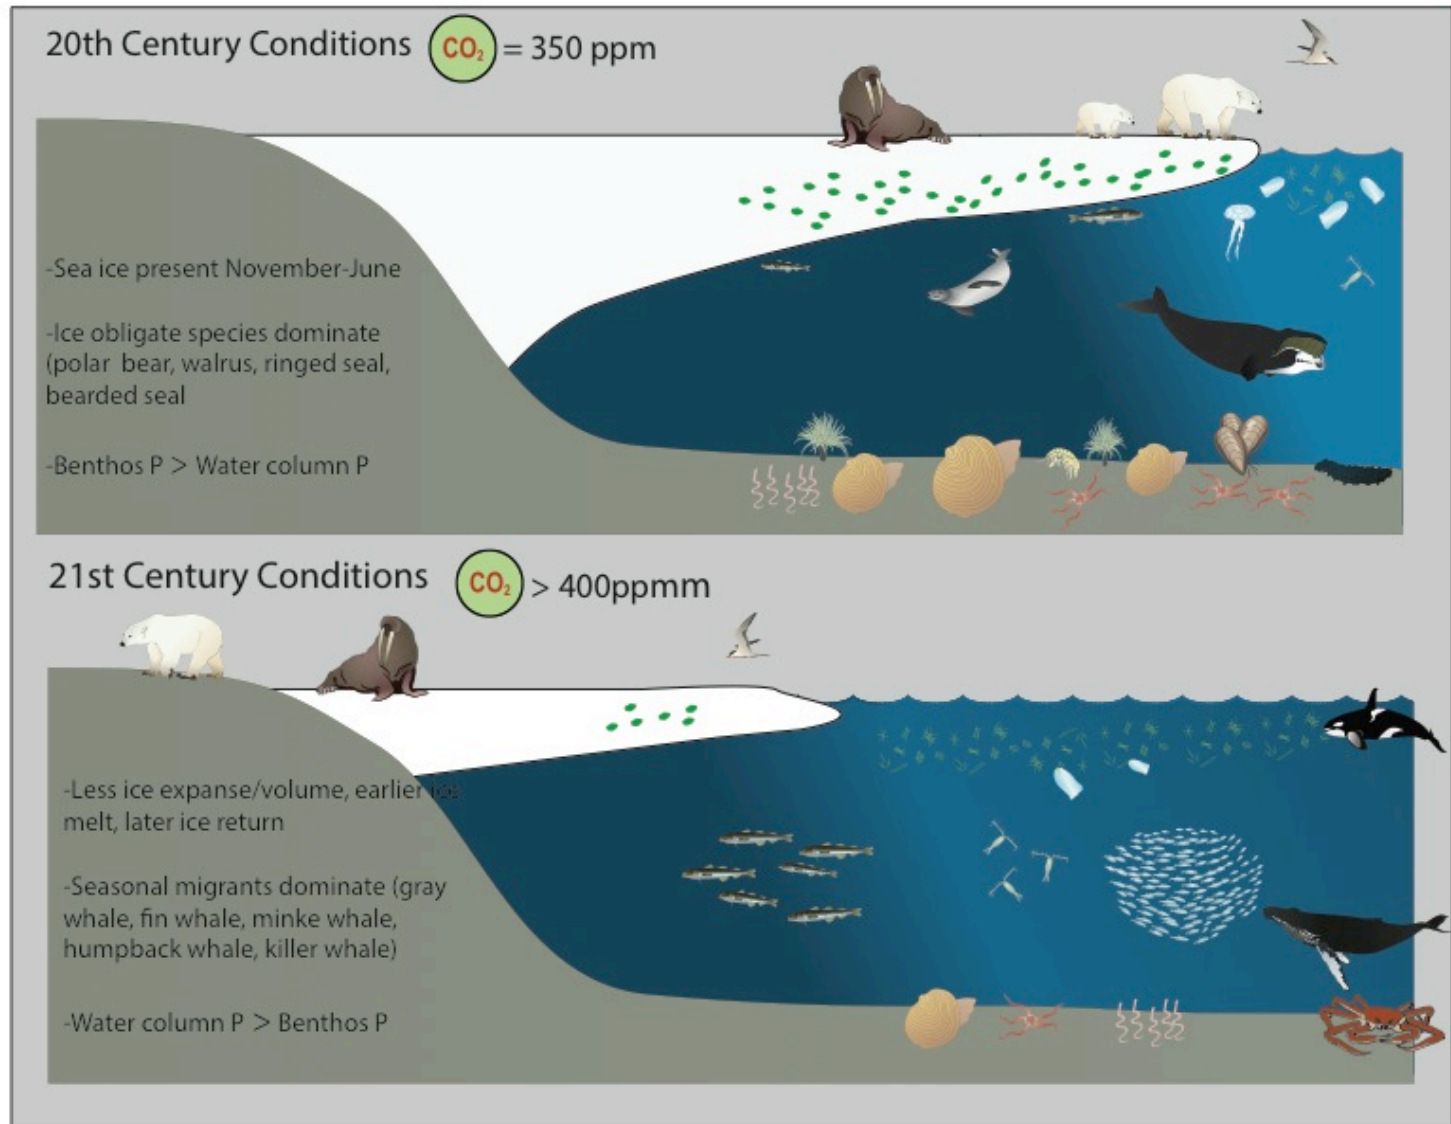 20th Century Conditions CO₂ = 350 ppm
-Sea ice present November-June
-Ice obligate species dominate
(polar bear, walrus, ringed seal,
bearded seal
-Benthos P > Water column P
21st Century Conditions CO₂ > 400ppmm
-Less ice expanse/volume, earlier ice
melt, later ice return
-Seasonal migrants dominate (gray
whale, fin whale, minke whale,
humpback whale, killer whale)
-Water column P > Benthos P